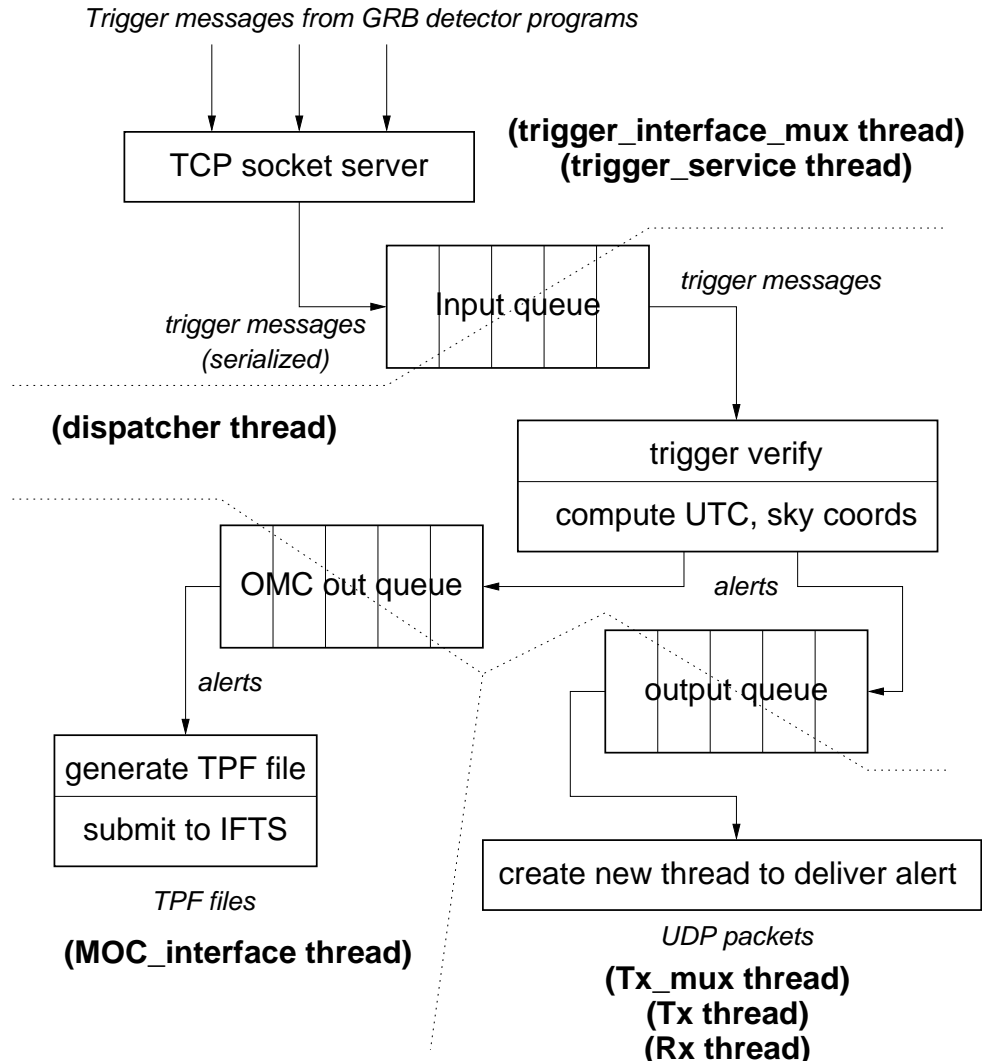 Trigger messages from GRB detector programs
(trigger_interface_mux thread)
(trigger_service thread)
TCP socket server
Input queue
trigger messages
trigger messages
(serialized)
(dispatcher thread)
trigger verify
compute UTC, sky coords
OMC out queue
alerts
output queue
alerts
generate TPF file
submit to IFTS
create new thread to deliver alert
TPF files
UDP packets
(MOC_interface thread)
(Tx_mux thread)
(Tx thread)
(Rx thread)